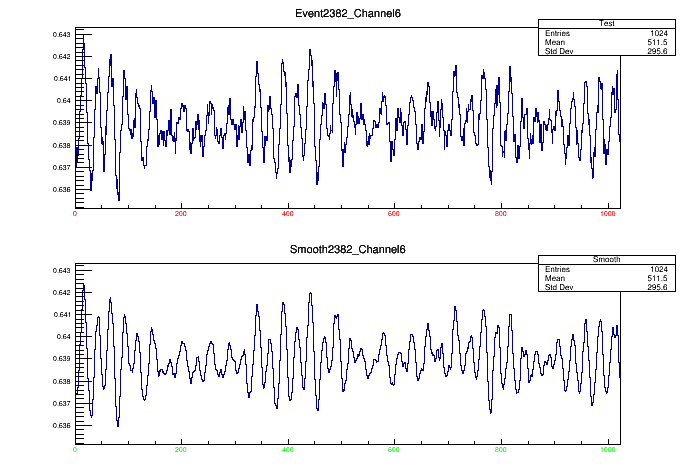 Event2382_Channel6
Test
Entries 1024
Mean 511.5
Std Dev 295.6
0.643
0.642
0.641
0.64
0.639
0.638
0.637
0.636
0 200 400 600 800 1000
Smooth2382_Channel6
Smooth
Entries 1024
Mean 511.5
Std Dev 295.6
0.643
0.642
0.641
0.64
0.639
0.638
0.637
0.636
0 200 400 600 800 1000